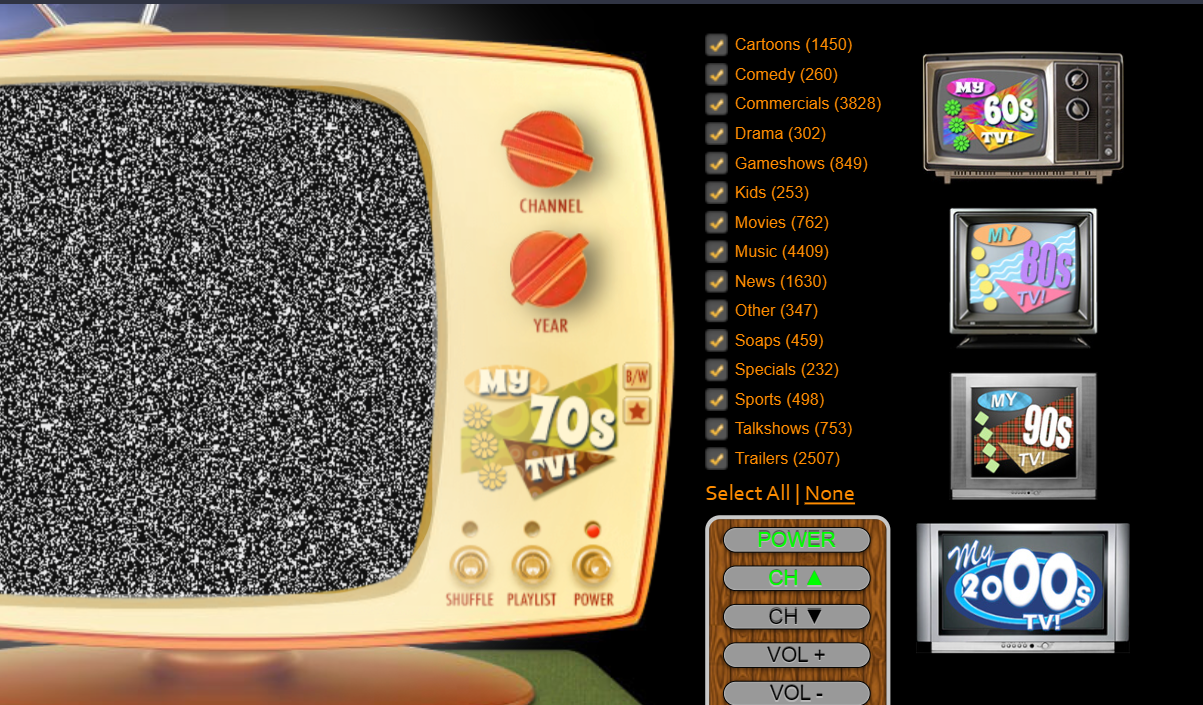 CHANNEL
YEAR
B/W
MY
70s
TV!
SHUFFLE
PLAYLIST
POWER
Cartoons (1450)
Comedy (260)
Commercials (3828)
Drama (302)
Gameshows (849)
Kids (253)
Movies (762)
Music (4409)
News (1630)
Other (347)
Soaps (459)
Specials (232)
Sports (498)
Talkshows (753)
Trailers (2507)
Select All | None
POWER
CH ▲
CH ▼
VOL +
VOL -
MY
60s
TV!
MY
80s
TV!
MY
90s
TV!
My
2000s
TV!